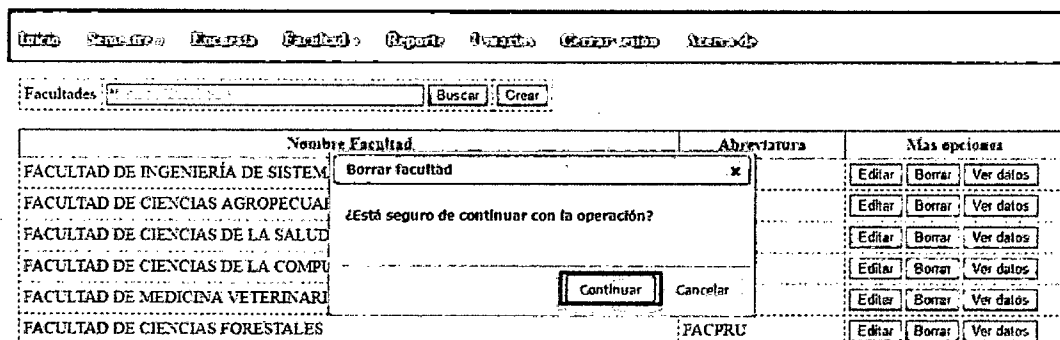 Inicio Semestre Encuesta Facultad Reporte Usuarios Cerrar sesión Acerca de
Facultades Buscar Crear
Nombre Facultad Abreviatura Mas opciones
FACULTAD DE INGENIERÍA DE SISTEM Editar Borrar Ver datos
FACULTAD DE CIENCIAS AGROPECUAR Editar Borrar Ver datos
FACULTAD DE CIENCIAS DE LA SALUD Editar Borrar Ver datos
FACULTAD DE CIENCIAS DE LA COMPU Editar Borrar Ver datos
FACULTAD DE MEDICINA VETERINARI Editar Borrar Ver datos
FACULTAD DE CIENCIAS FORESTALES FACPRU Editar Borrar Ver datos
Borrar facultad x
¿Está seguro de continuar con la operación?
Continuar Cancelar